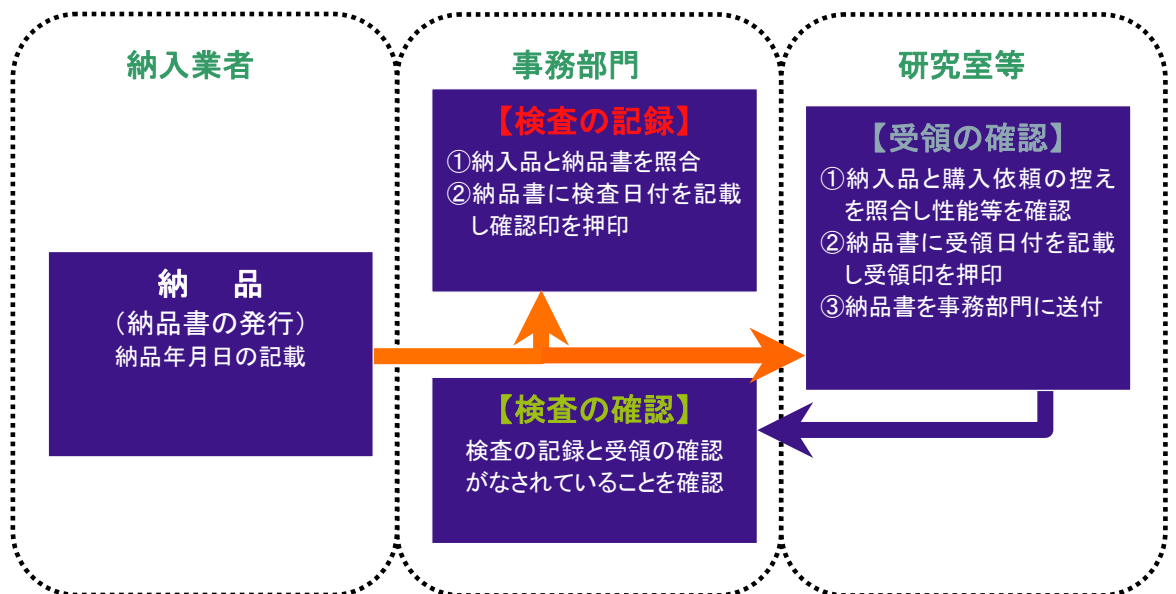 納入業者
納　品
（納品書の発行）
納品年月日の記載
事務部門
【検査の記録】
①納入品と納品書を照合
②納品書に検査日付を記載
し確認印を押印
【検査の確認】
検査の記録と受領の確認
がなされていることを確認
研究室等
【受領の確認】
①納入品と購入依頼の控え
を照合し性能等を確認
②納品書に受領日付を記載
し受領印を押印
③納品書を事務部門に送付